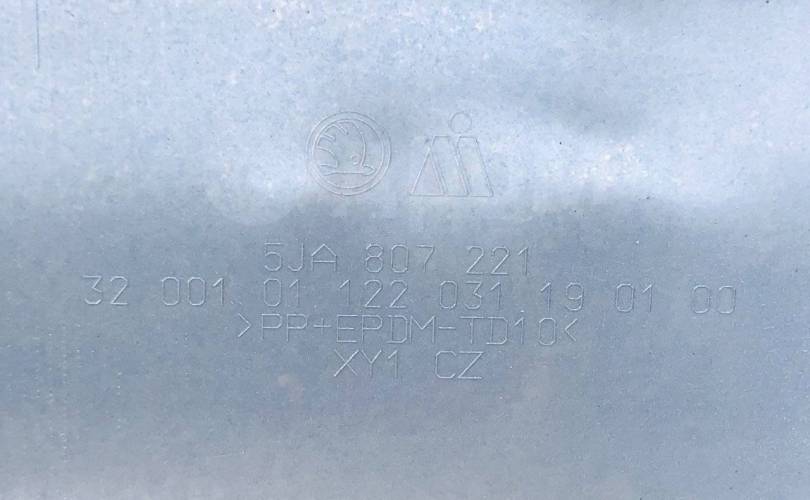 5JA 807 221
32 001 01 122 031 19 01 00
>PP+EPDM-TD10<
XY1 CZ